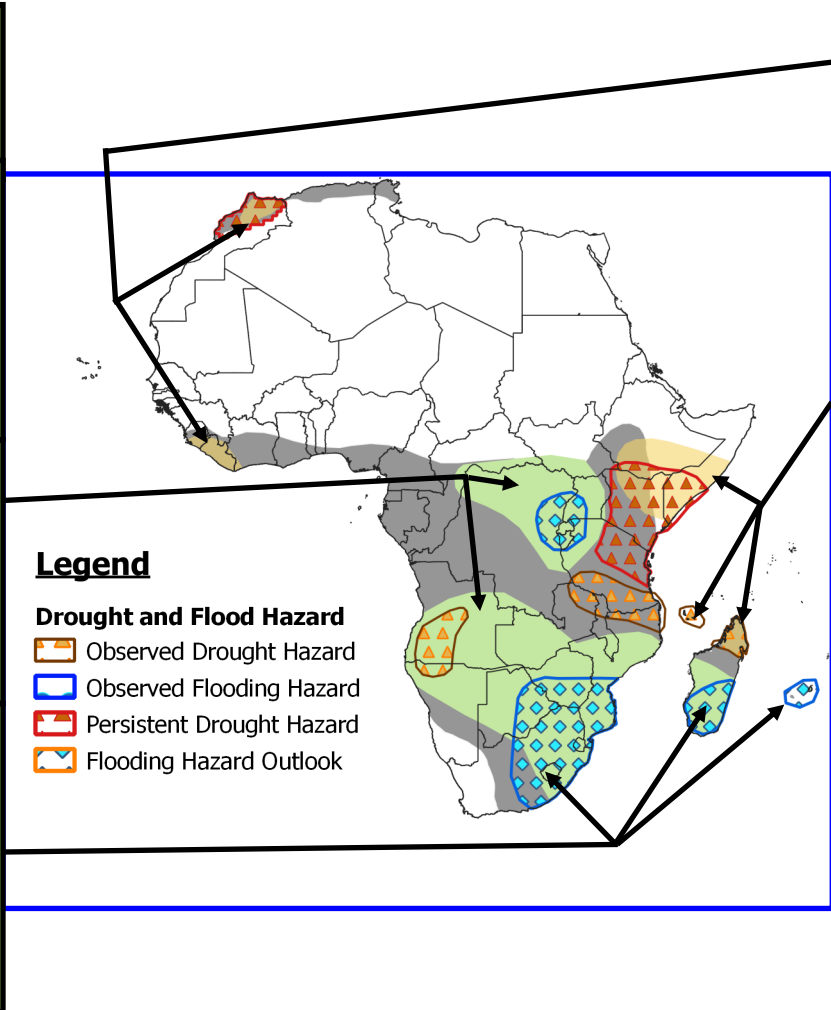 Legend
Drought and Flood Hazard
Observed Drought Hazard
Observed Flooding Hazard
Persistent Drought Hazard
Flooding Hazard Outlook